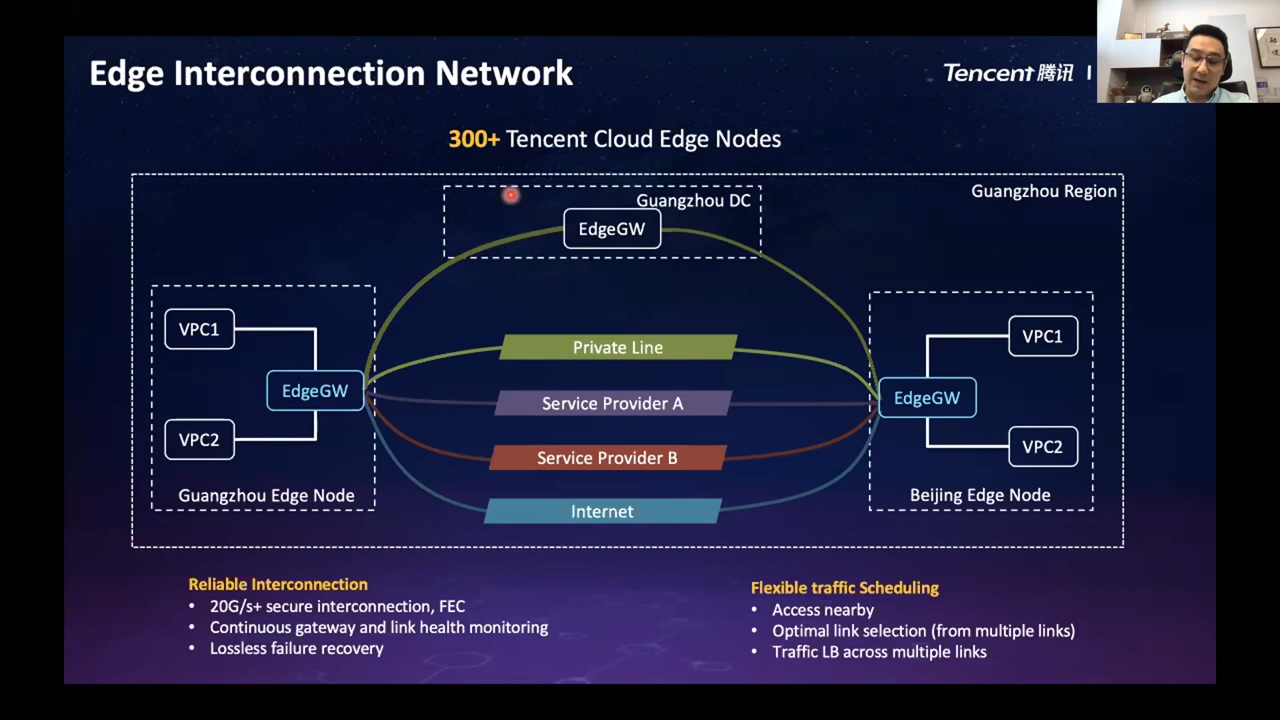 Edge Interconnection Network
Tencent 腾讯
300+ Tencent Cloud Edge Nodes
Guangzhou Region
Guangzhou DC
EdgeGW
VPC1
VPC1
Private Line
EdgeGW
EdgeGW
Service Provider A
VPC2
VPC2
Service Provider B
Guangzhou Edge Node
Beijing Edge Node
Internet
Reliable Interconnection
• 20G/s+ secure interconnection, FEC
• Continuous gateway and link health monitoring
• Lossless failure recovery
Flexible traffic Scheduling
• Access nearby
• Optimal link selection (from multiple links)
• Traffic LB across multiple links